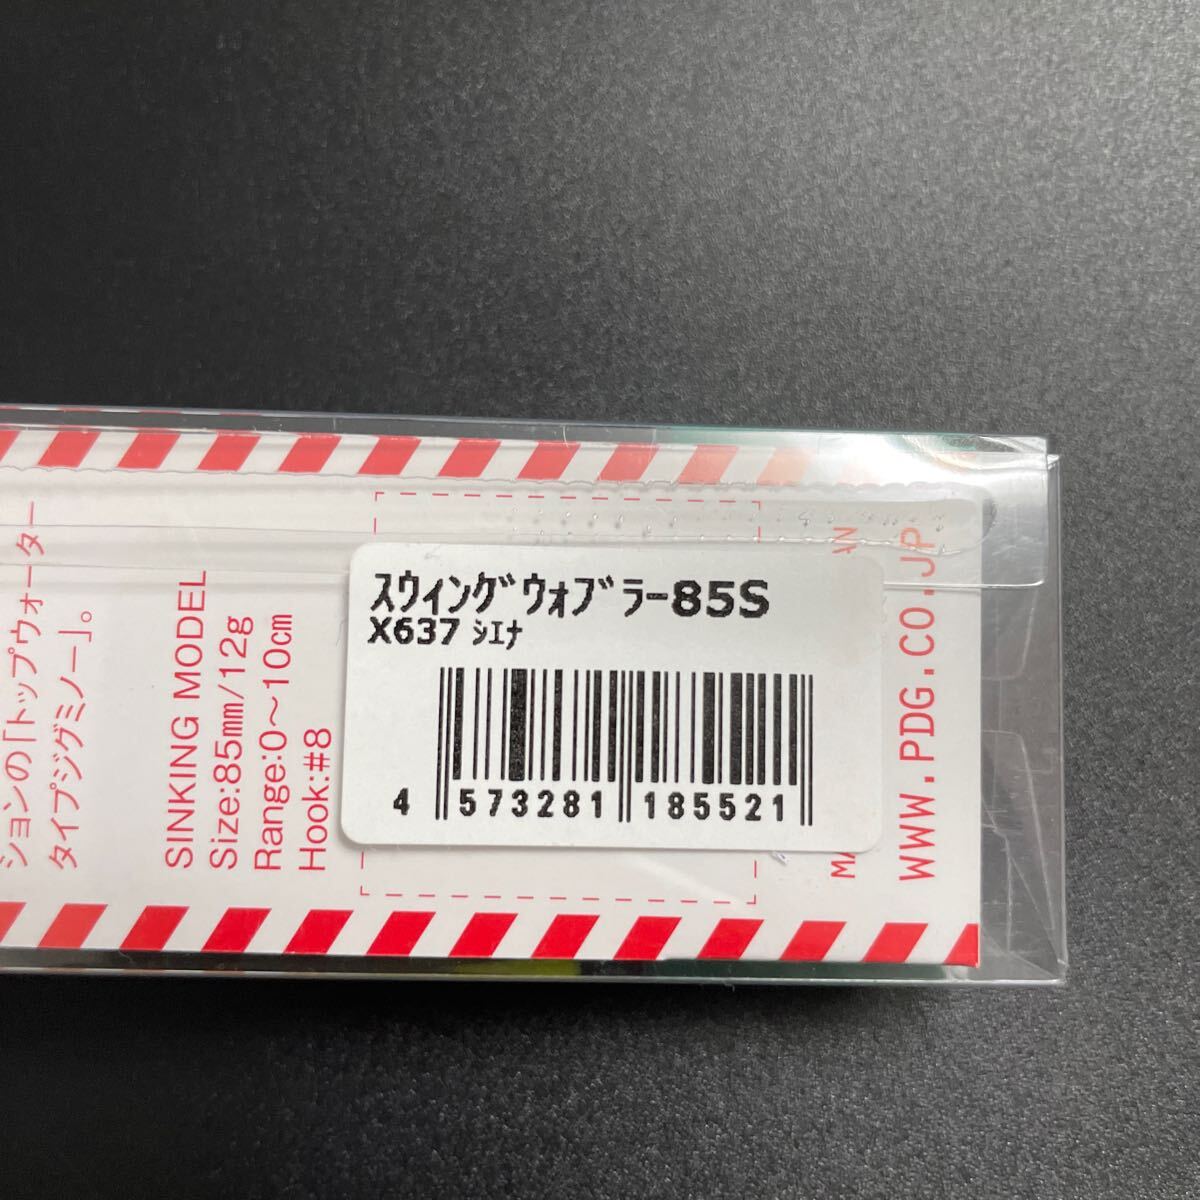 ｽｳｨﾝｸﾞｳｫﾌﾞﾗｰ85S
X637 ｼｴﾅ
4 573281 185521
ションの「トップウォーター
タイプジグミノー」。
SINKING MODEL
Size:85㎜/12g
Range:0〜10㎝
Hook:#8
WWW.PDG.CO.JP